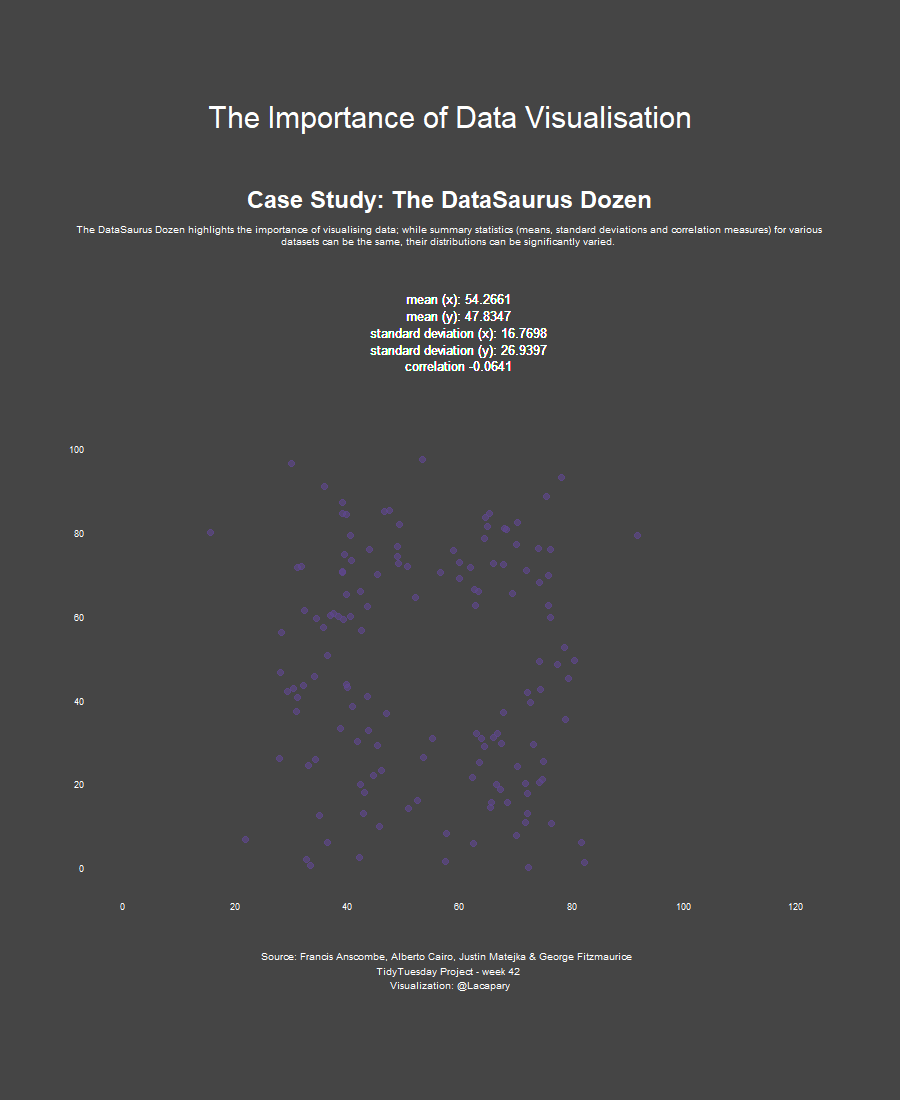 The Importance of Data Visualisation
Case Study: The DataSaurus Dozen
The DataSaurus Dozen highlights the importance of visualising data; while summary statistics (means, standard deviations and correlation measures) for various
datasets can be the same, their distributions can be significantly varied.
mean (x): 54.2661
mean (y): 47.8347
standard deviation (x): 16.7698
standard deviation (y): 26.9397
correlation -0.0641
100
80
60
40
20
0
0 20 40 60 80 100 120
Source: Francis Anscombe, Alberto Cairo, Justin Matejka & George Fitzmaurice
TidyTuesday Project - week 42
Visualization: @Lacapary